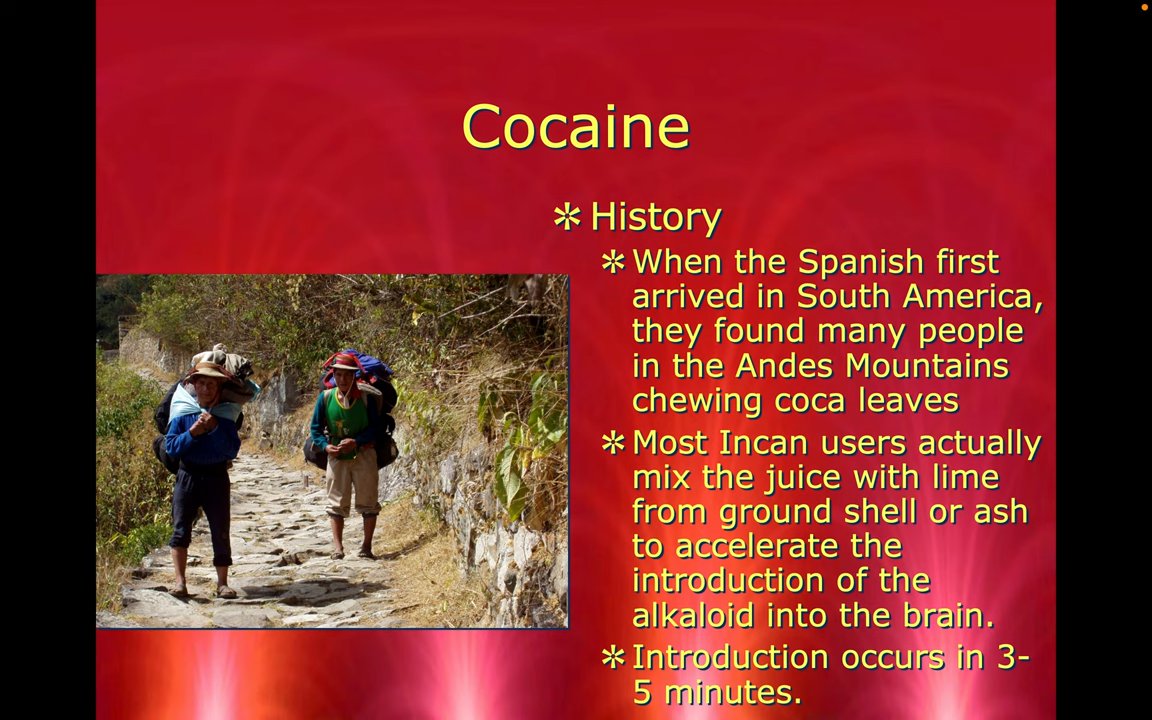 Cocaine
✲ History
✲ When the Spanish first
arrived in South America,
they found many people
in the Andes Mountains
chewing coca leaves
✲ Most Incan users actually
mix the juice with lime
from ground shell or ash
to accelerate the
introduction of the
alkaloid into the brain.
✲ Introduction occurs in 3-
5 minutes.